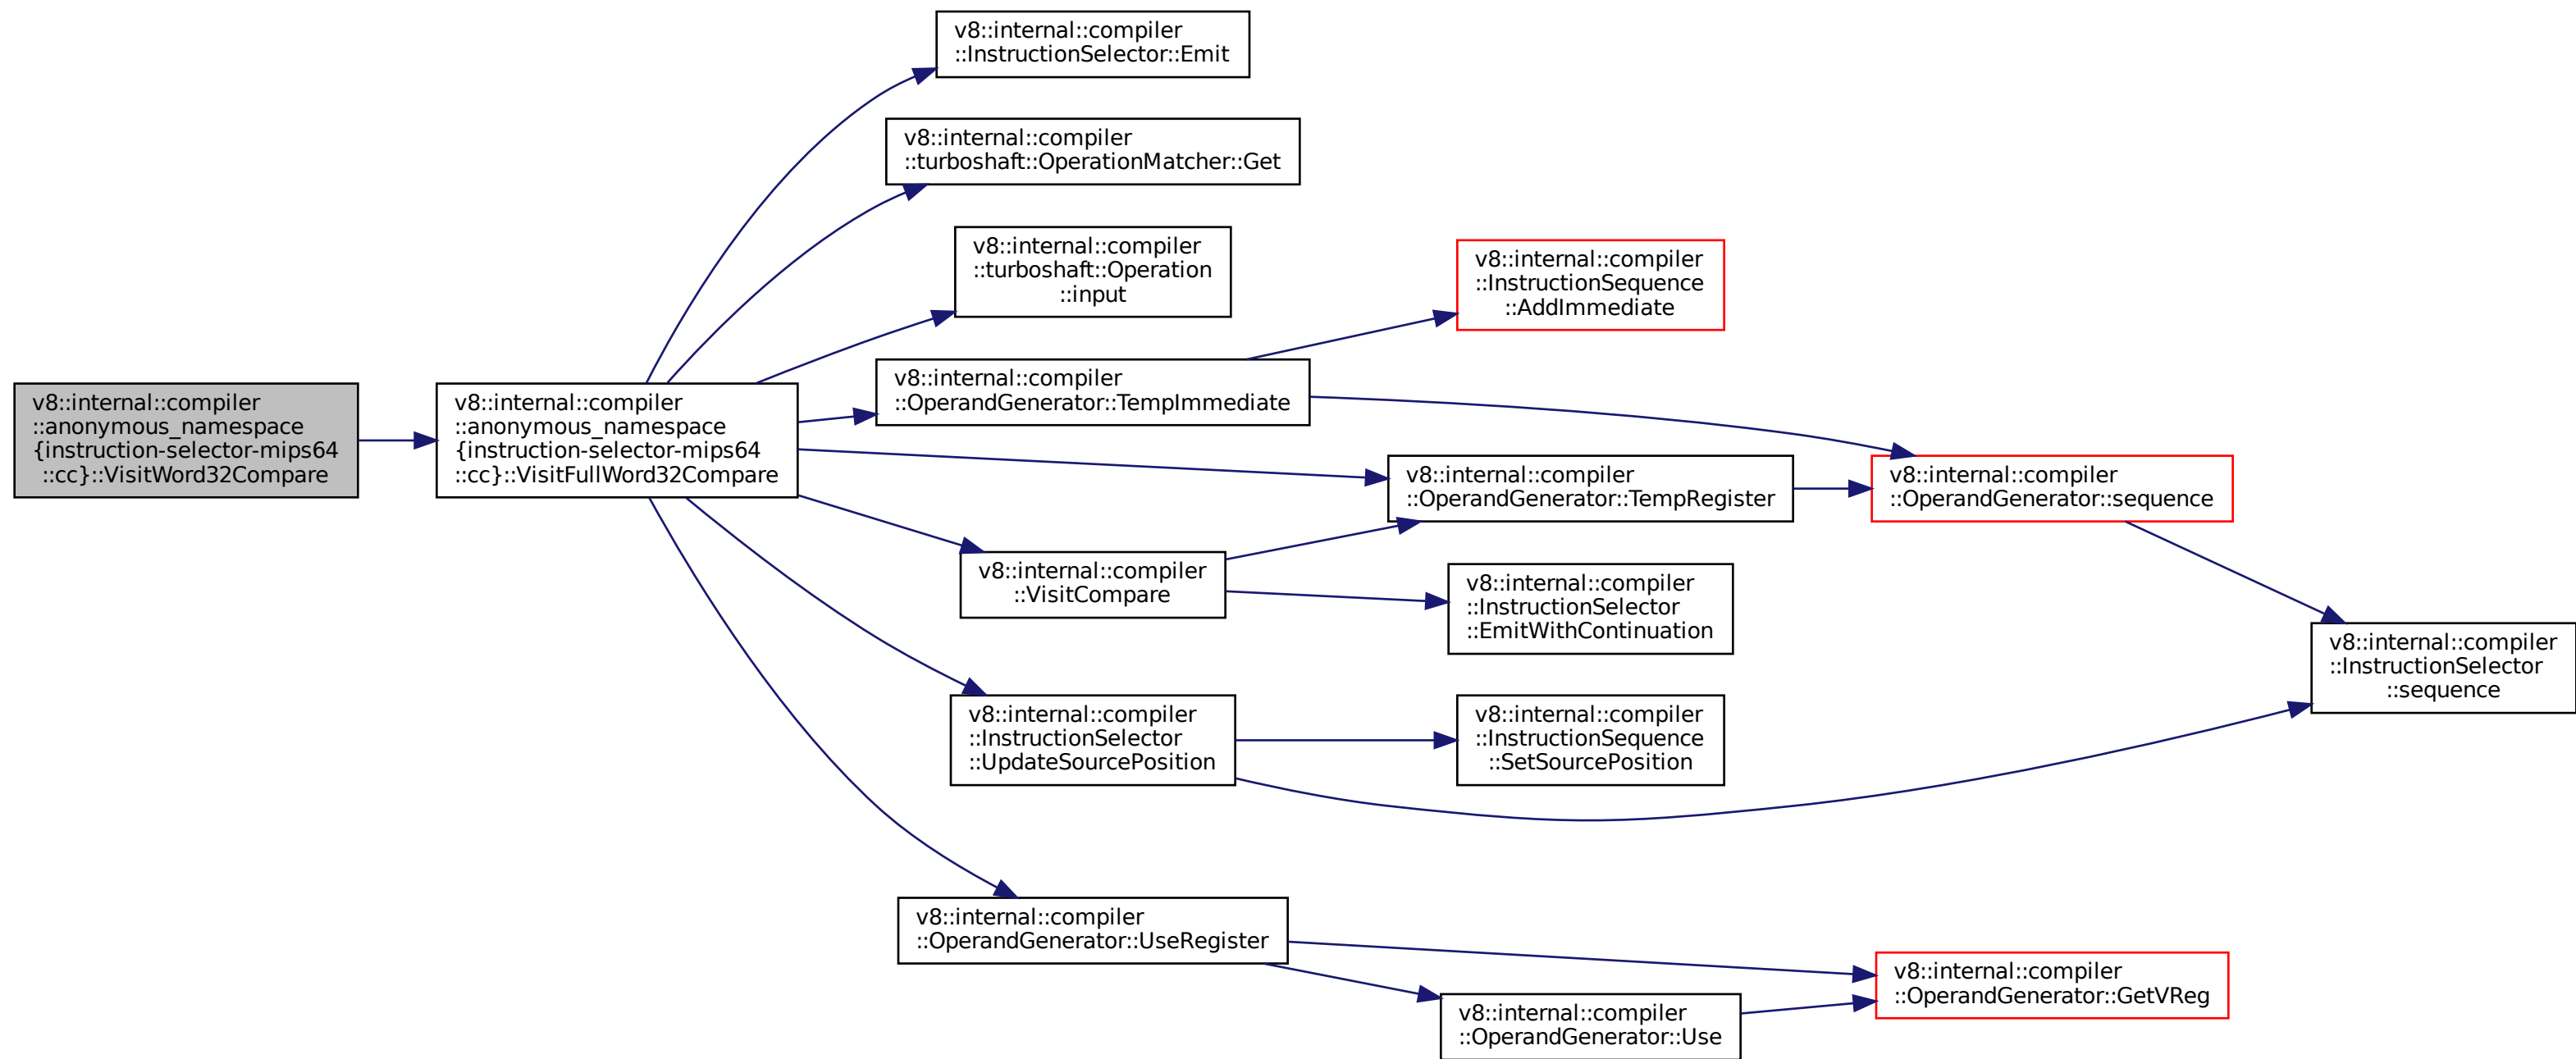 v8::internal::compiler
::InstructionSelector::Emit
v8::internal::compiler
::turboshaft::OperationMatcher::Get
v8::internal::compiler
::turboshaft::Operation
::input
v8::internal::compiler
::InstructionSequence
::AddImmediate
v8::internal::compiler
::OperandGenerator::TempImmediate
v8::internal::compiler
::anonymous_namespace
{instruction-selector-mips64
::cc}::VisitWord32Compare
v8::internal::compiler
::anonymous_namespace
{instruction-selector-mips64
::cc}::VisitFullWord32Compare
v8::internal::compiler
::OperandGenerator::TempRegister
v8::internal::compiler
::OperandGenerator::sequence
v8::internal::compiler
::VisitCompare
v8::internal::compiler
::InstructionSelector
::EmitWithContinuation
v8::internal::compiler
::InstructionSelector
::sequence
v8::internal::compiler
::InstructionSelector
::UpdateSourcePosition
v8::internal::compiler
::InstructionSequence
::SetSourcePosition
v8::internal::compiler
::OperandGenerator::UseRegister
v8::internal::compiler
::OperandGenerator::GetVReg
v8::internal::compiler
::OperandGenerator::Use